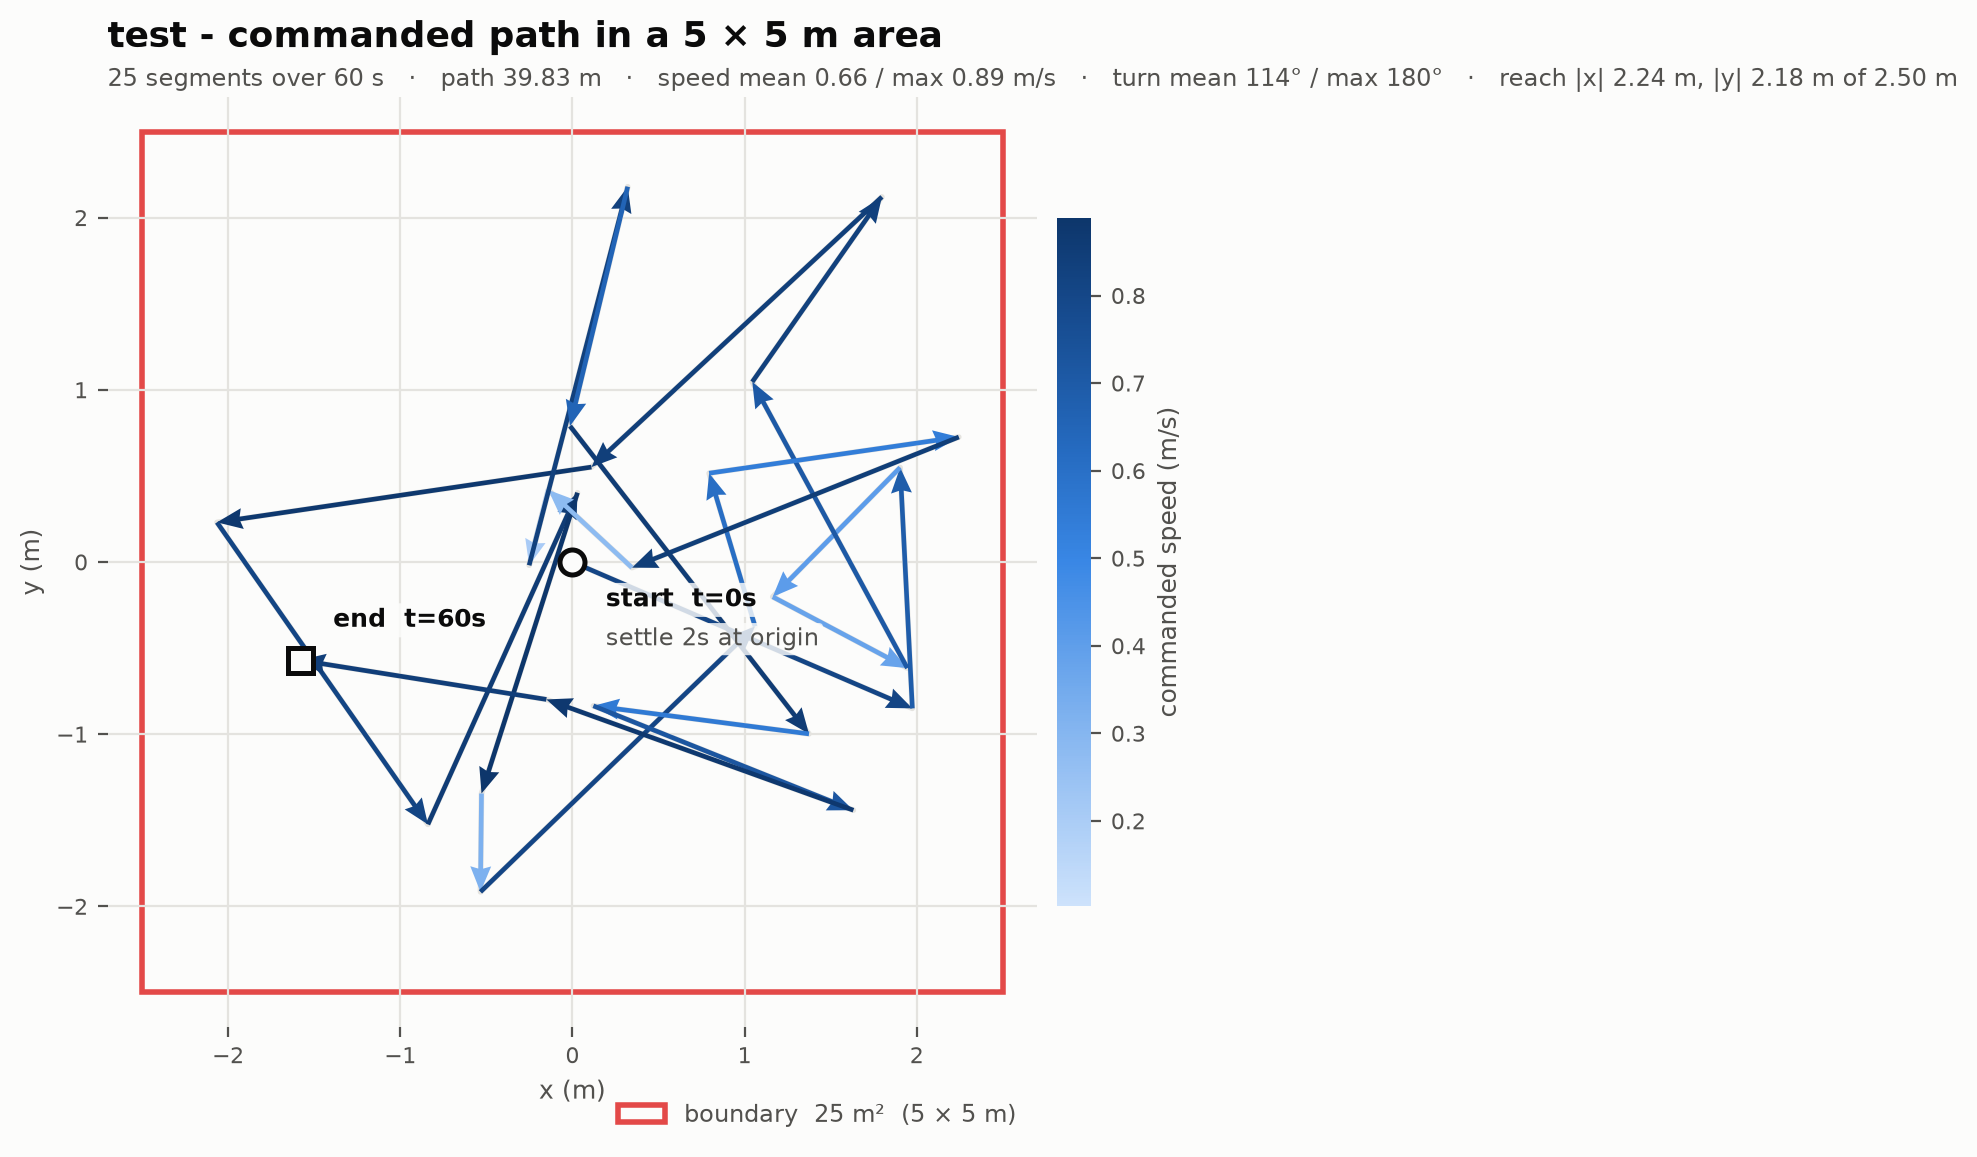 test - commanded path in a 5 × 5 m area
25 segments over 60 s · path 39.83 m · speed mean 0.66 / max 0.89 m/s · turn mean 114° / max 180° · reach |x| 2.24 m, |y| 2.18 m of 2.50 m
y (m)
2
1
0
−1
−2
start t=0s
settle 2s at origin
end t=60s
−2 −1 0 1 2
x (m)
0.8
0.7
0.6
0.5
0.4
0.3
0.2
commanded speed (m/s)
boundary 25 m² (5 × 5 m)